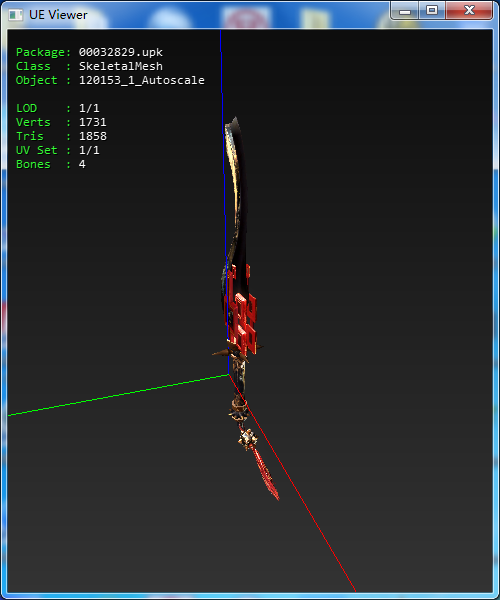 UE Viewer
Package: 00032829.upk
Class : SkeletalMesh
Object : 120153_1_Autoscale
LOD : 1/1
Verts : 1731
Tris : 1858
UV Set : 1/1
Bones : 4